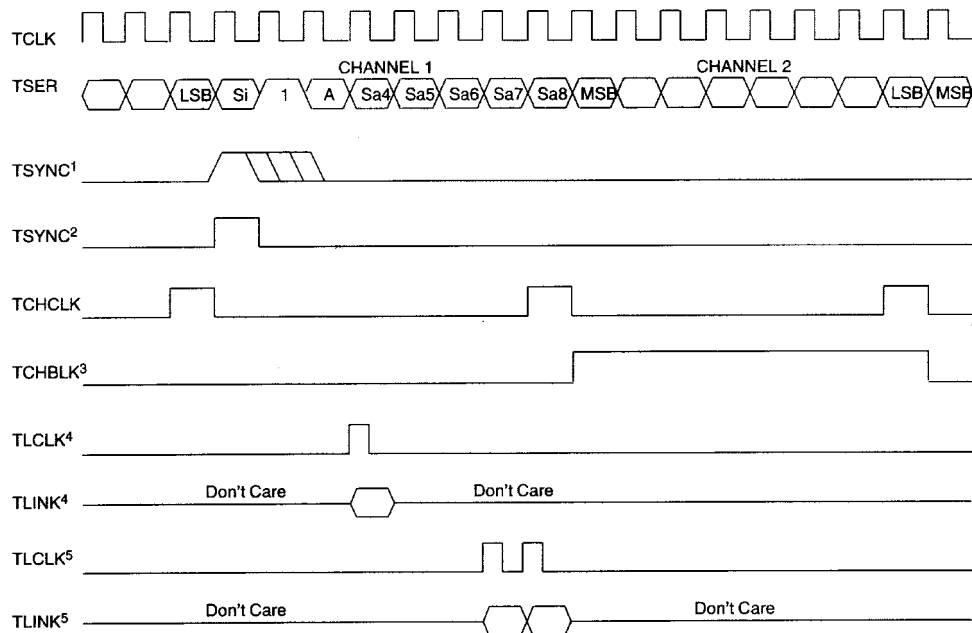 TCLK
CHANNEL 1 CHANNEL 2
TSER LSB Si 1 A Sa4 Sa5 Sa6 Sa7 Sa8 MSB LSB MSB
TSYNC¹
TSYNC²
TCHCLK
TCHBLK³
TLCLK⁴
TLINK⁴ Don't Care Don't Care
TLCLK⁵
TLINK⁵ Don't Care Don't Care